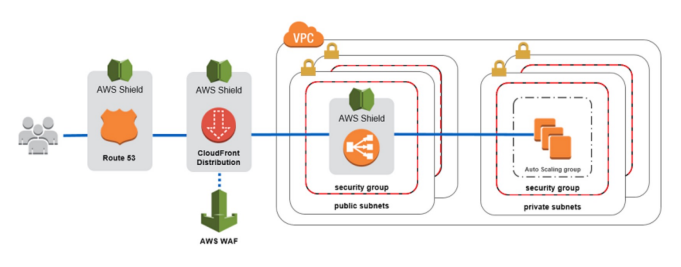 VPC
AWS Shield
Route 53
AWS Shield
CloudFront
Distribution
AWS WAF
AWS Shield
security group
public subnets
Auto Scaling group
security group
private subnets